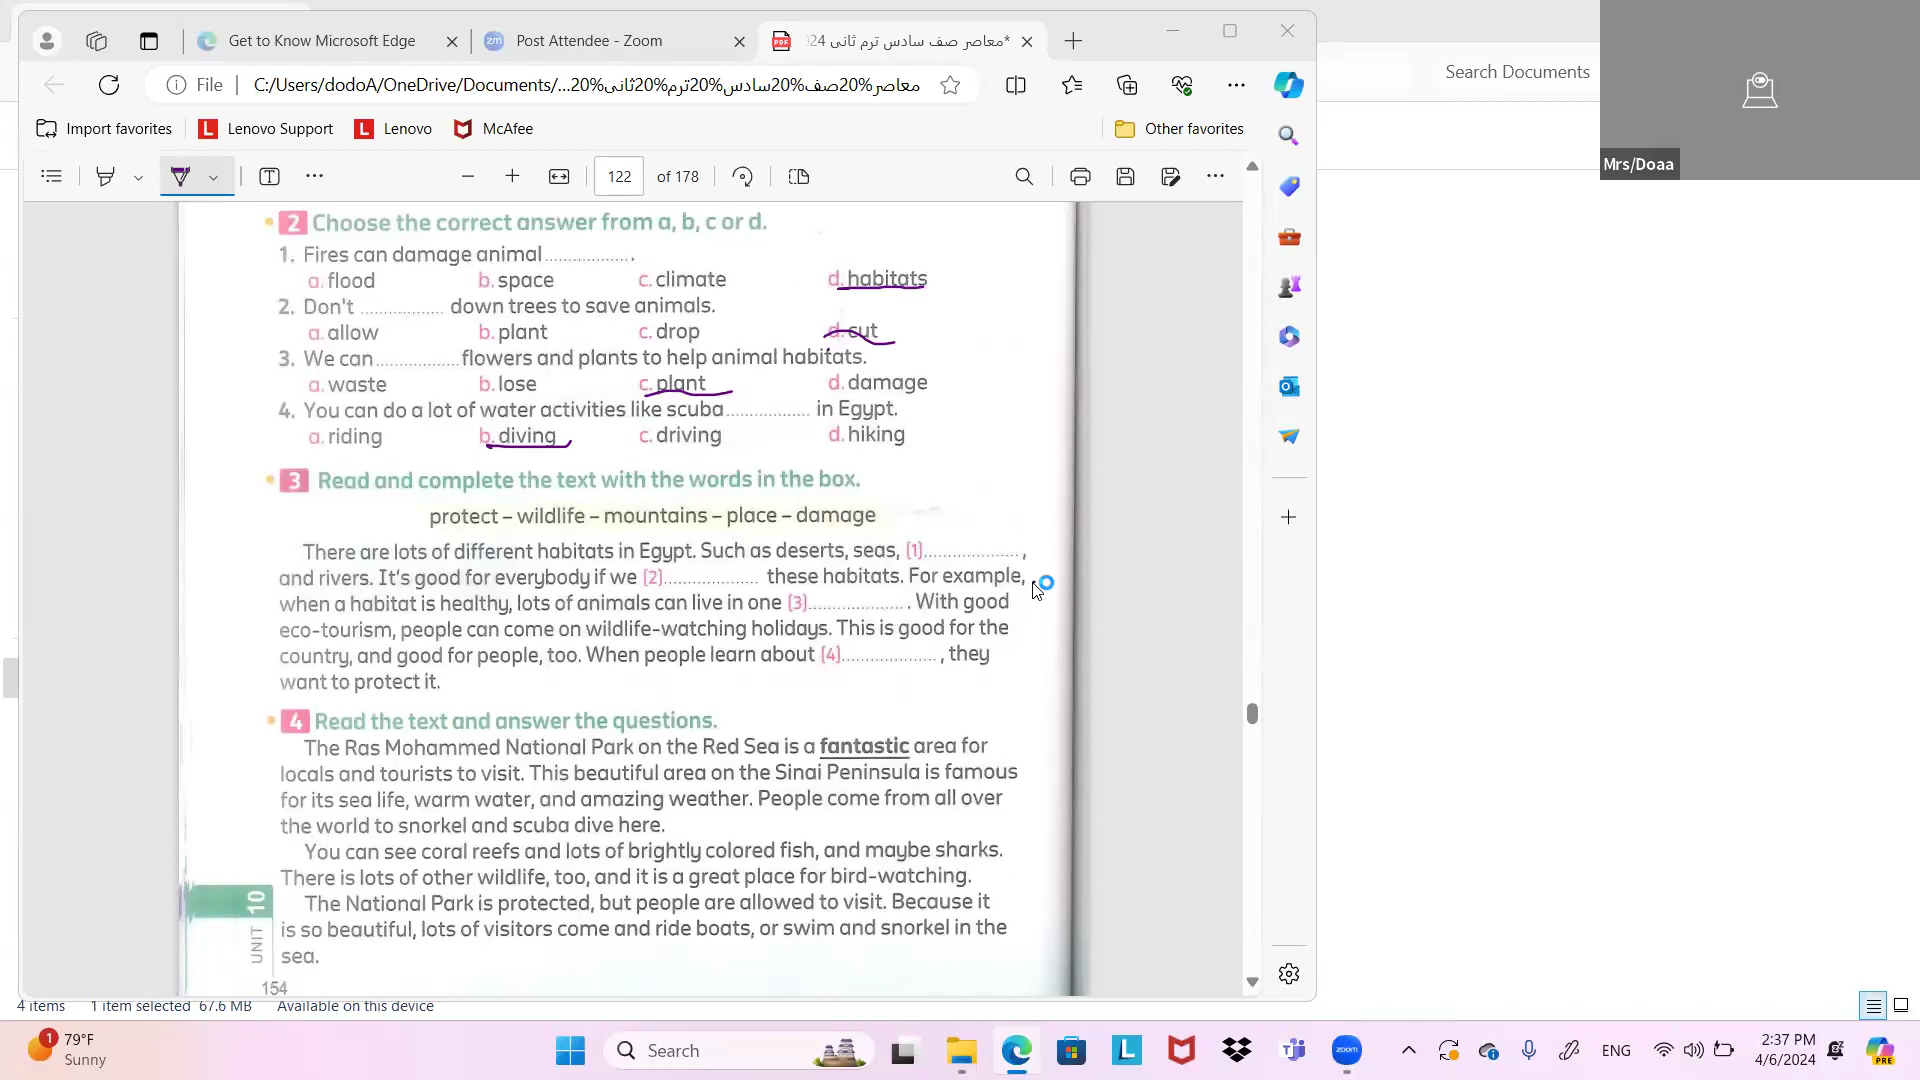 Get to Know Microsoft Edge
Post Attendee - Zoom
*معاصر صف سادس ترم ثانى 024
File
C:/Users/dodoA/OneDrive/Documents/...معاصر%20صف%20سادس%20ترم%20ثانى%20
Search Documents
Import favorites
Lenovo Support
Lenovo
McAfee
Other favorites
Mrs/Doaa
122 of 178
2 Choose the correct answer from a, b, c or d.
1. Fires can damage animal ................. .
a. flood b. space c. climate d. habitats
2. Don't ................. down trees to save animals.
a. allow b. plant c. drop d. cut
3. We can ................. flowers and plants to help animal habitats.
a. waste b. lose c. plant d. damage
4. You can do a lot of water activities like scuba ................. in Egypt.
a. riding b. diving c. driving d. hiking
3 Read and complete the text with the words in the box.
protect – wildlife – mountains – place – damage
There are lots of different habitats in Egypt. Such as deserts, seas, (1) ................... ,
and rivers. It's good for everybody if we (2) ................... these habitats. For example,
when a habitat is healthy, lots of animals can live in one (3) ................... . With good
eco-tourism, people can come on wildlife-watching holidays. This is good for the
country, and good for people, too. When people learn about (4) ................... , they
want to protect it.
4 Read the text and answer the questions.
The Ras Mohammed National Park on the Red Sea is a fantastic area for
locals and tourists to visit. This beautiful area on the Sinai Peninsula is famous
for its sea life, warm water, and amazing weather. People come from all over
the world to snorkel and scuba dive here.
You can see coral reefs and lots of brightly colored fish, and maybe sharks.
There is lots of other wildlife, too, and it is a great place for bird-watching.
The National Park is protected, but people are allowed to visit. Because it
is so beautiful, lots of visitors come and ride boats, or swim and snorkel in the
sea.
UNIT 10
154
4 items 1 item selected 67.6 MB Available on this device
1
79°F
Sunny
Search
zoom
ENG
2:37 PM
4/6/2024
PRE